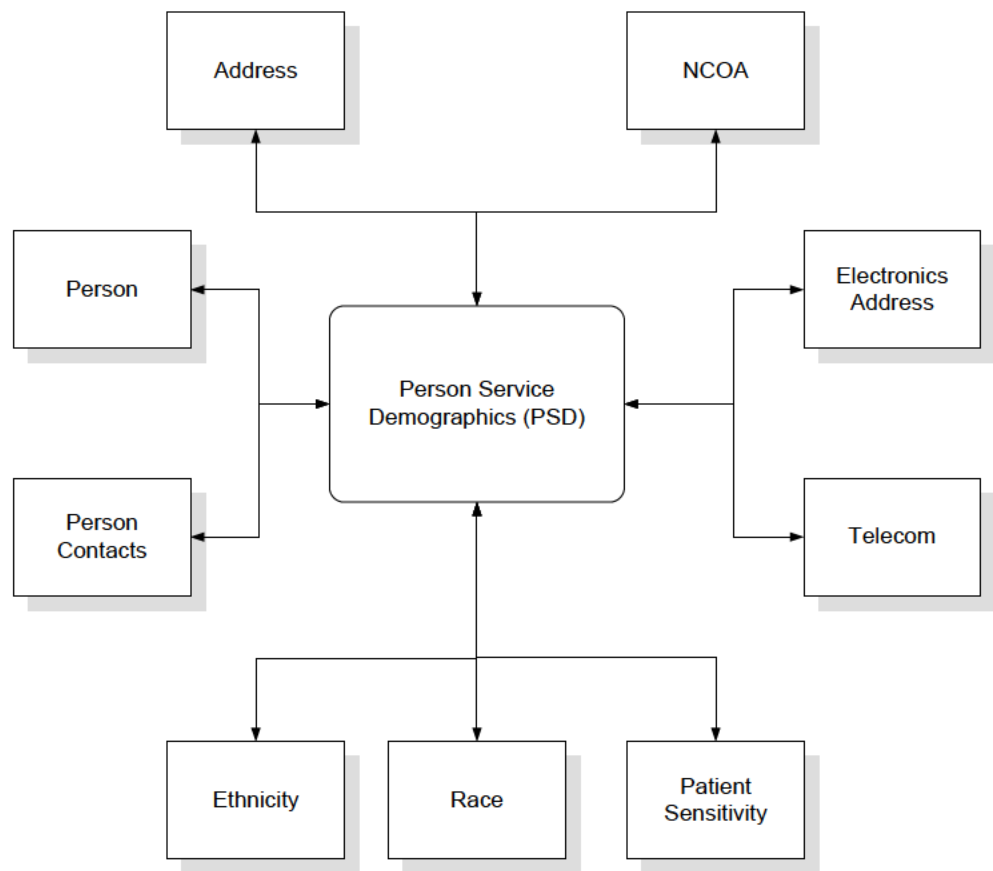 Address
NCOA
Person
Electronics
Address
Person Service
Demographics (PSD)
Person
Contacts
Telecom
Ethnicity
Race
Patient
Sensitivity